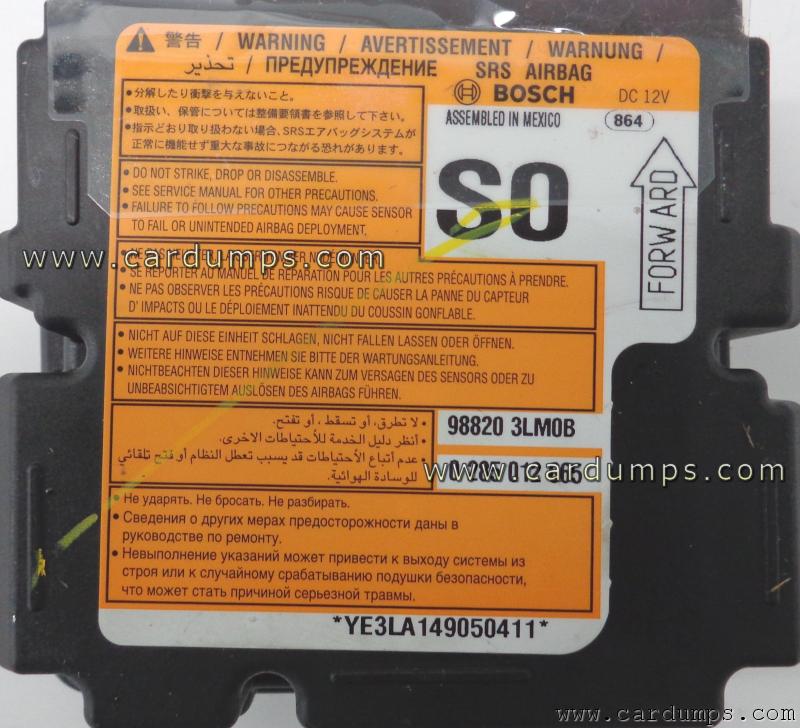 警告 / WARNING / AVERTISSEMENT / WARNUNG /
تحذير / ПРЕДУПРЕЖДЕНИЕ SRS AIRBAG
BOSCH DC 12V
ASSEMBLED IN MEXICO 864
•分解したり衝撃を与えないこと。
•取扱い、保管については整備要領書を参照して下さい。
•指示どおり取り扱わない場合、SRSエアバッグシステムが
正常に機能せず重大な事故につながる恐れがあります。
S0
FORWARD
• DO NOT STRIKE, DROP OR DISASSEMBLE.
• SEE SERVICE MANUAL FOR OTHER PRECAUTIONS.
• FAILURE TO FOLLOW PRECAUTIONS MAY CAUSE SENSOR
TO FAIL OR UNINTENDED AIRBAG DEPLOYMENT.
www.cardumps.com
• SE REPORTER AU MANUEL DE RÉPARATION POUR LES AUTRES PRÉCAUTIONS À PRENDRE.
• NE PAS OBSERVER LES PRÉCAUTIONS RISQUE DE CAUSER LA PANNE DU CAPTEUR
D' IMPACTS OU LE DÉPLOIEMENT INATTENDU DU COUSSIN GONFLABLE.
• NICHT AUF DIESE EINHEIT SCHLAGEN, NICHT FALLEN LASSEN ODER ÖFFNEN.
• WEITERE HINWEISE ENTNEHMEN SIE BITTE DER WARTUNGSANLEITUNG.
• NICHTBEACHTEN DIESER HINWEISE KANN ZUM VERSAGEN DES SENSORS ODER ZU
UNBEABSICHTIGTEM AUSLÖSEN DES AIRBAGS FÜHREN.
• لا تطرق، أو تسقط، أو تفتح.
• أنظر دليل الخدمة للأحتياطات الاخرى.
• عدم أتباع الأحتياطات قد يسبب تعطل النظام أو فتح تلقائي
للوسادة الهوائية.
98820 3LM0B
www.cardumps.com
• Не ударять. Не бросать. Не разбирать.
• Сведения о других мерах предосторожности даны в
руководстве по ремонту.
• Невыполнение указаний может привести к выходу системы из
строя или к случайному срабатыванию подушки безопасности,
что может стать причиной серьезной травмы.
*YE3LA149050411*
www.cardumps.com